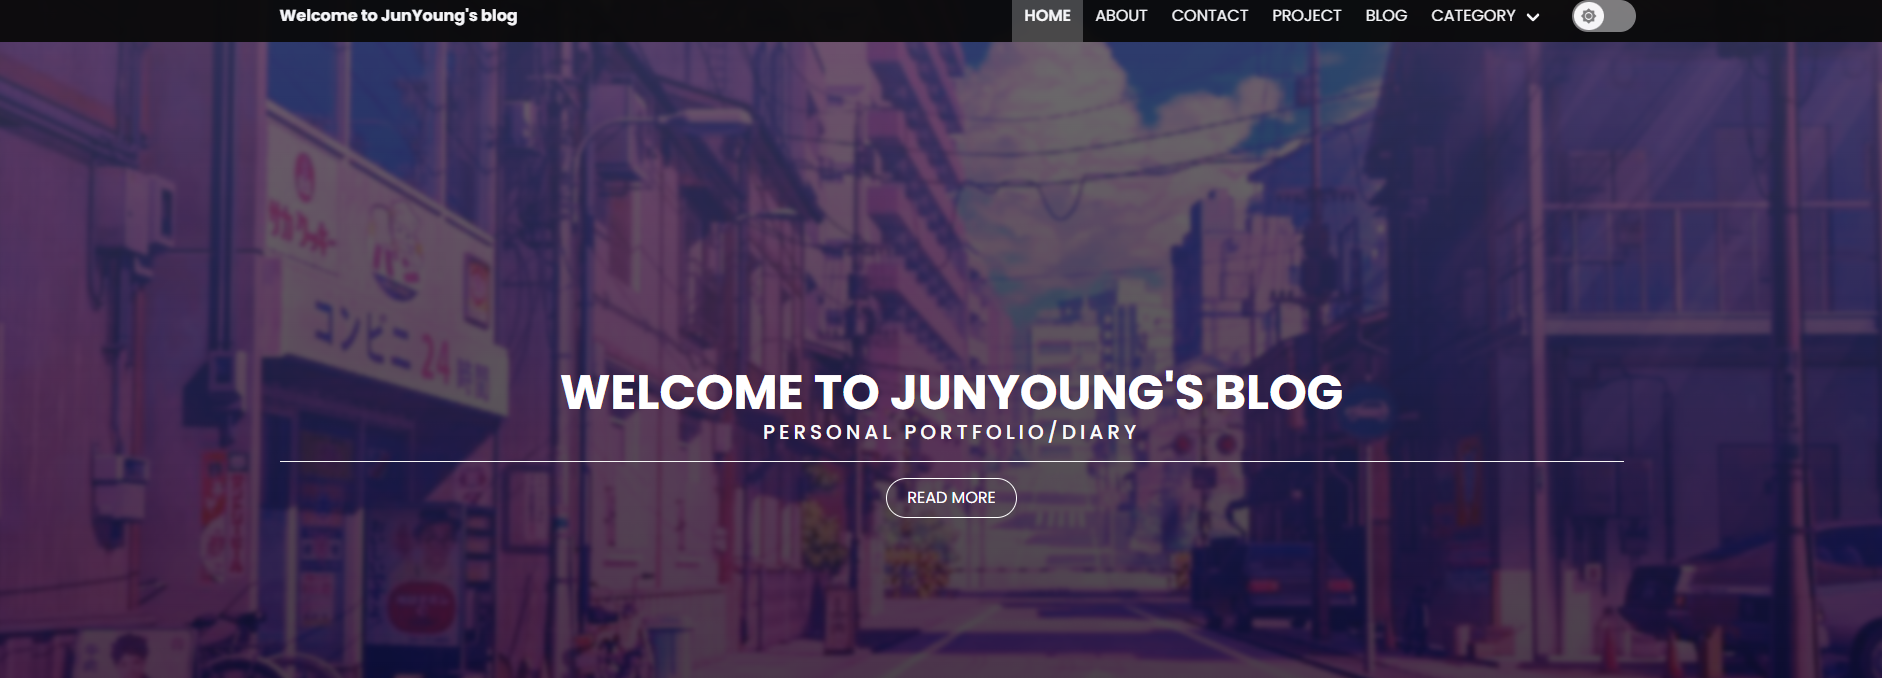 Welcome to JunYoung's blog
HOME ABOUT CONTACT PROJECT BLOG CATEGORY
コンビニ 24時間
WELCOME TO JUNYOUNG'S BLOG
PERSONAL PORTFOLIO/DIARY
READ MORE